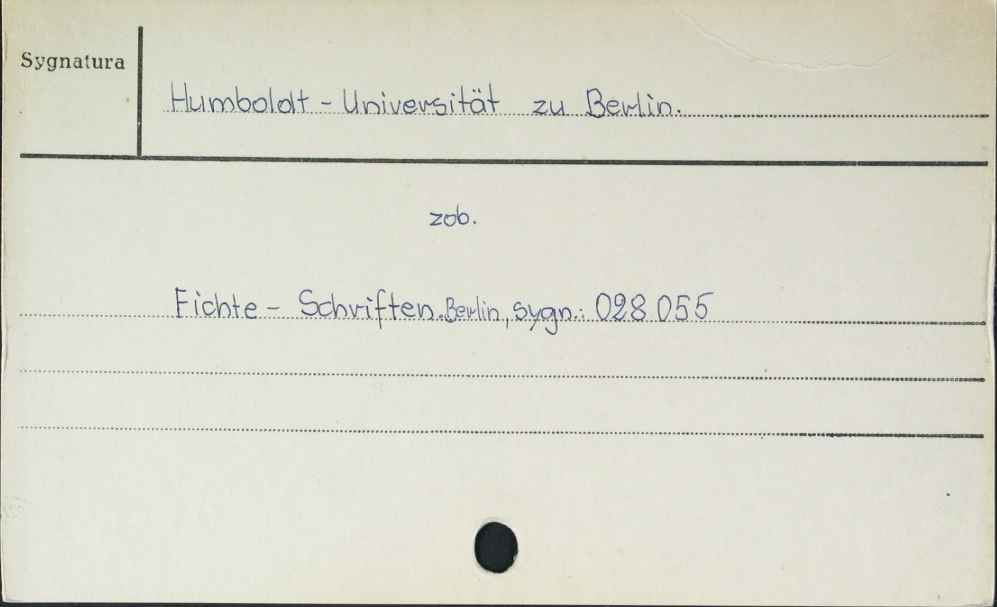 Sygnatura
Humboldt - Universität zu Berlin.
zob.
Fichte - Schriften. Berlin, sygn.: 028 055